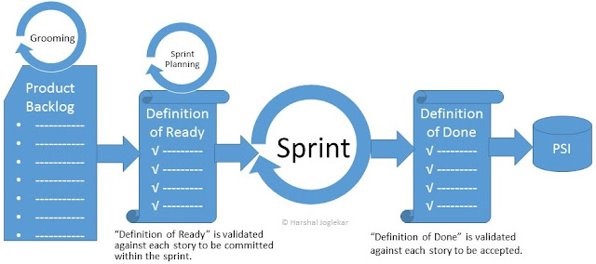 Grooming
Product
Backlog
Sprint
Planning
Definition
of Ready
√
√
√
√
Sprint
© Harshal Joglekar
Definition
of Done
√
√
√
√
PSI
"Definition of Ready" is validated
against each story to be committed
within the sprint.
"Definition of Done" is validated
against each story to be accepted.